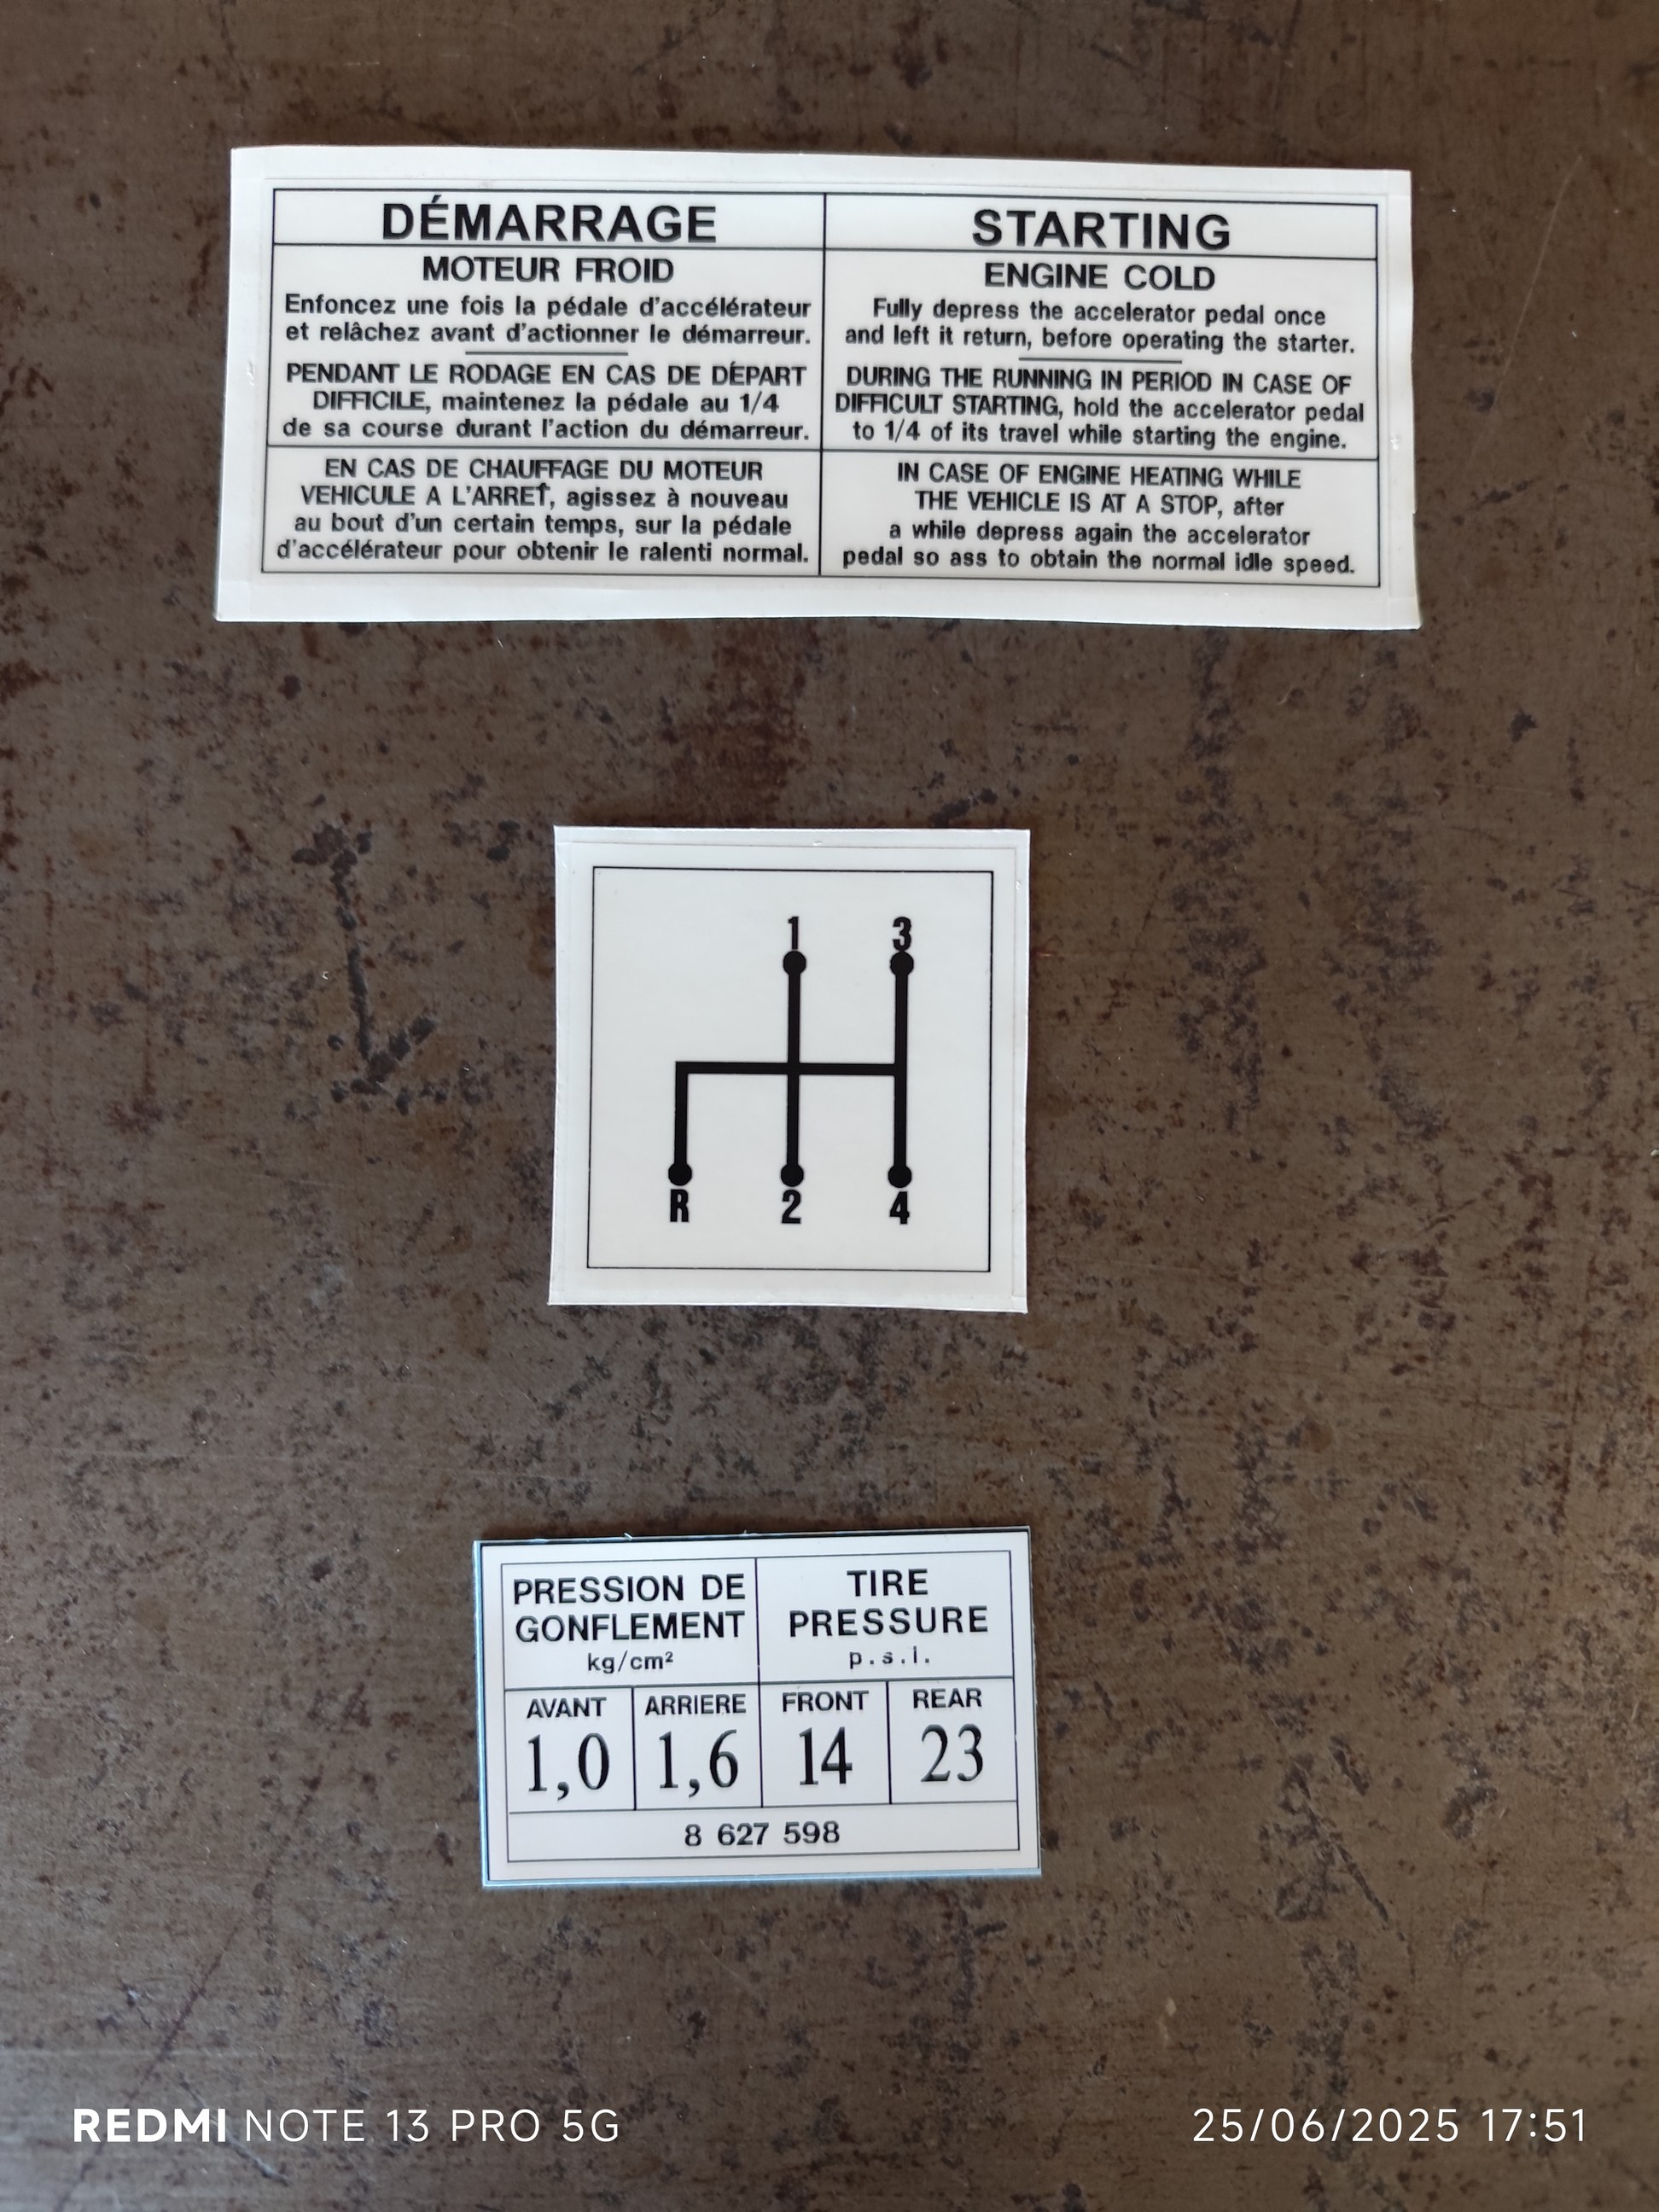 DÉMARRAGE
MOTEUR FROID
Enfoncez une fois la pédale d'accélérateur
et relâchez avant d'actionner le démarreur.
PENDANT LE RODAGE EN CAS DE DÉPART
DIFFICILE, maintenez la pédale au 1/4
de sa course durant l'action du démarreur.
EN CAS DE CHAUFFAGE DU MOTEUR
VEHICULE A L'ARRET, agissez à nouveau
au bout d'un certain temps, sur la pédale
d'accélérateur pour obtenir le ralenti normal.
STARTING
ENGINE COLD
Fully depress the accelerator pedal once
and left it return, before operating the starter.
DURING THE RUNNING IN PERIOD IN CASE OF
DIFFICULT STARTING, hold the accelerator pedal
to 1/4 of its travel while starting the engine.
IN CASE OF ENGINE HEATING WHILE
THE VEHICLE IS AT A STOP, after
a while depress again the accelerator
pedal so ass to obtain the normal idle speed.
1 3
R 2 4
PRESSION DE
GONFLEMENT
kg/cm²
TIRE
PRESSURE
p.s.i.
AVANT ARRIERE FRONT REAR
1,0 1,6 14 23
8 627 598
REDMI NOTE 13 PRO 5G
25/06/2025 17:51